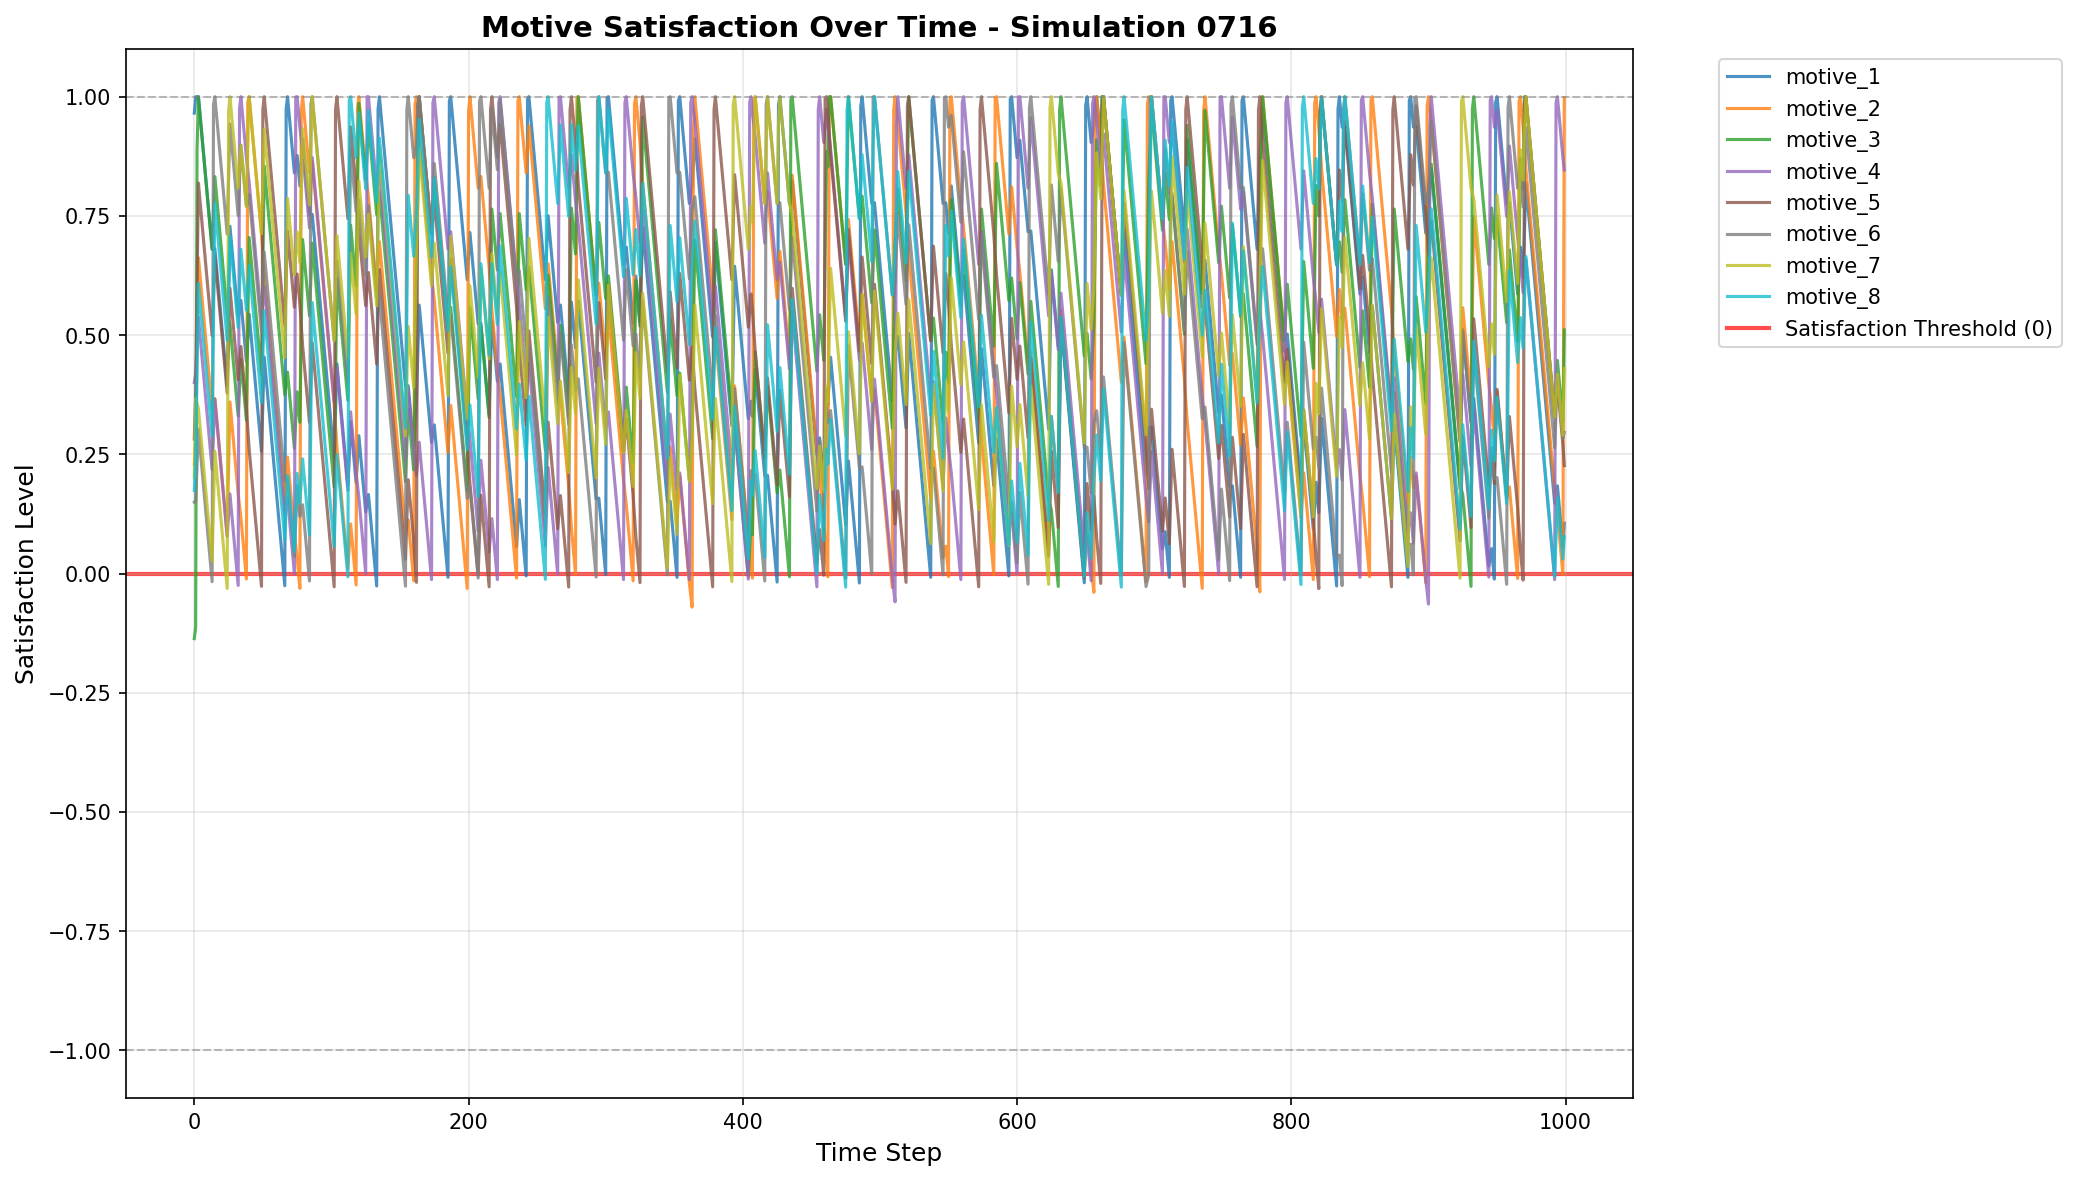 Motive Satisfaction Over Time - Simulation 0716
1.00
0.75
0.50
0.25
0.00
−0.25
−0.50
−0.75
−1.00
Satisfaction Level
0
200
400
600
800
1000
Time Step
motive_1
motive_2
motive_3
motive_4
motive_5
motive_6
motive_7
motive_8
Satisfaction Threshold (0)